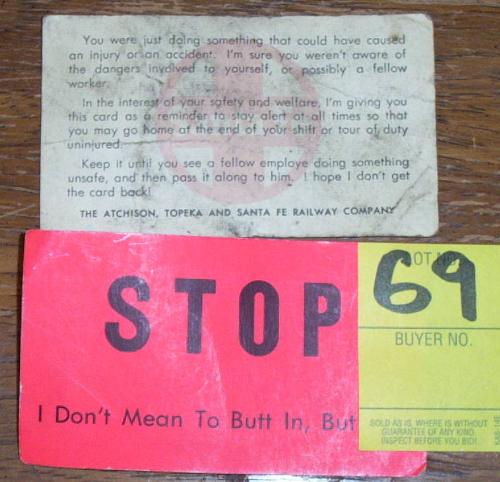 You were just doing something that could have caused
an injury or an accident. I'm sure you weren't aware of
the dangers involved to yourself, or possibly a fellow
worker.
In the interest of your safety and welfare, I'm giving you
this card as a reminder to stay alert at all times so that
you may go home at the end of your shift or tour of duty
uninjured.
Keep it until you see a fellow employe doing something
unsafe, and then pass it along to him. I hope I don't get
the card back!
THE ATCHISON, TOPEKA AND SANTA FE RAILWAY COMPANY
STOP
I Don't Mean To Butt In, But
LOT NO.
69
BUYER NO.
SOLD AS IS, WHERE IS WITHOUT
GUARANTEE OF ANY KIND.
INSPECT BEFORE YOU BID!